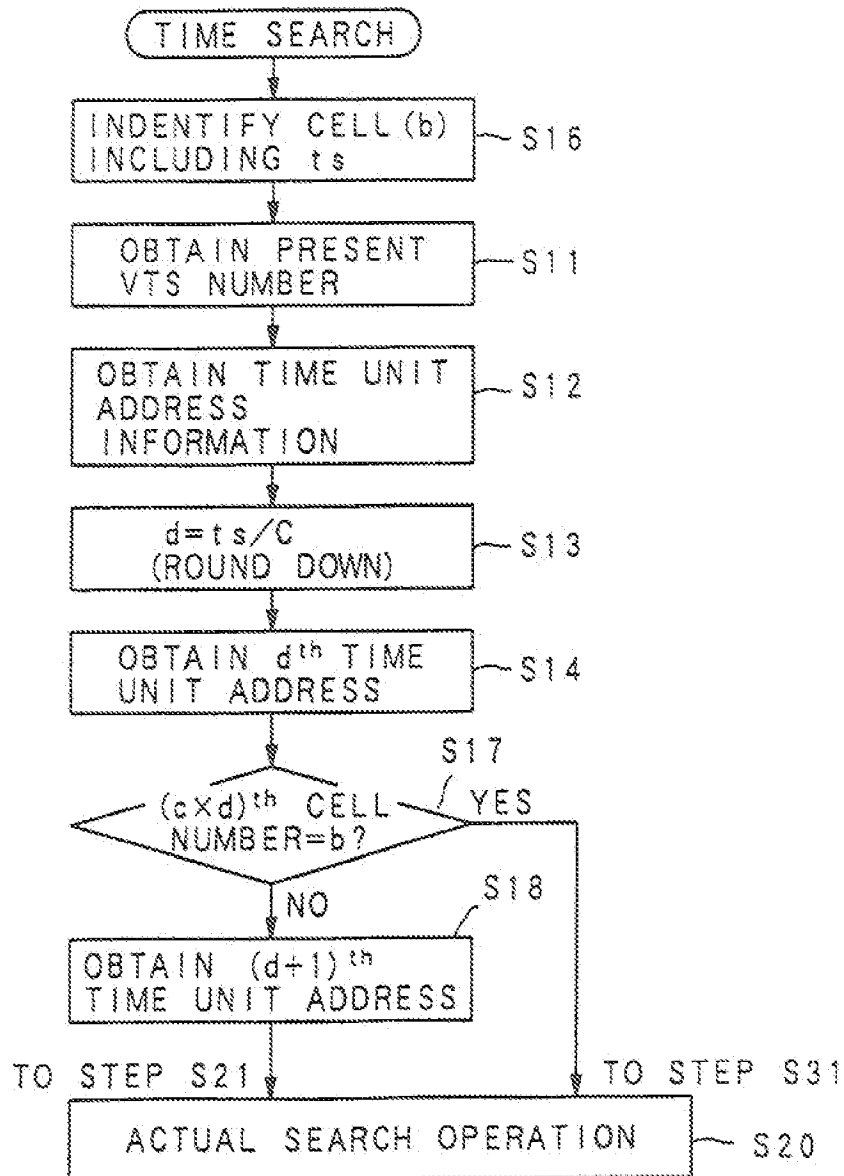 TIME SEARCH
INDENTIFY CELL (b)
INCLUDING ts
S16
OBTAIN PRESENT
VTS NUMBER
S11
OBTAIN TIME UNIT
ADDRESS
INFORMATION
S12
d=ts/C
(ROUND DOWN)
S13
OBTAIN dth TIME
UNIT ADDRESS
S14
S17
(c×d)th CELL
NUMBER=b?
YES
NO
S18
OBTAIN (d+1)th
TIME UNIT ADDRESS
TO STEP S21
TO STEP S31
ACTUAL SEARCH OPERATION
S20